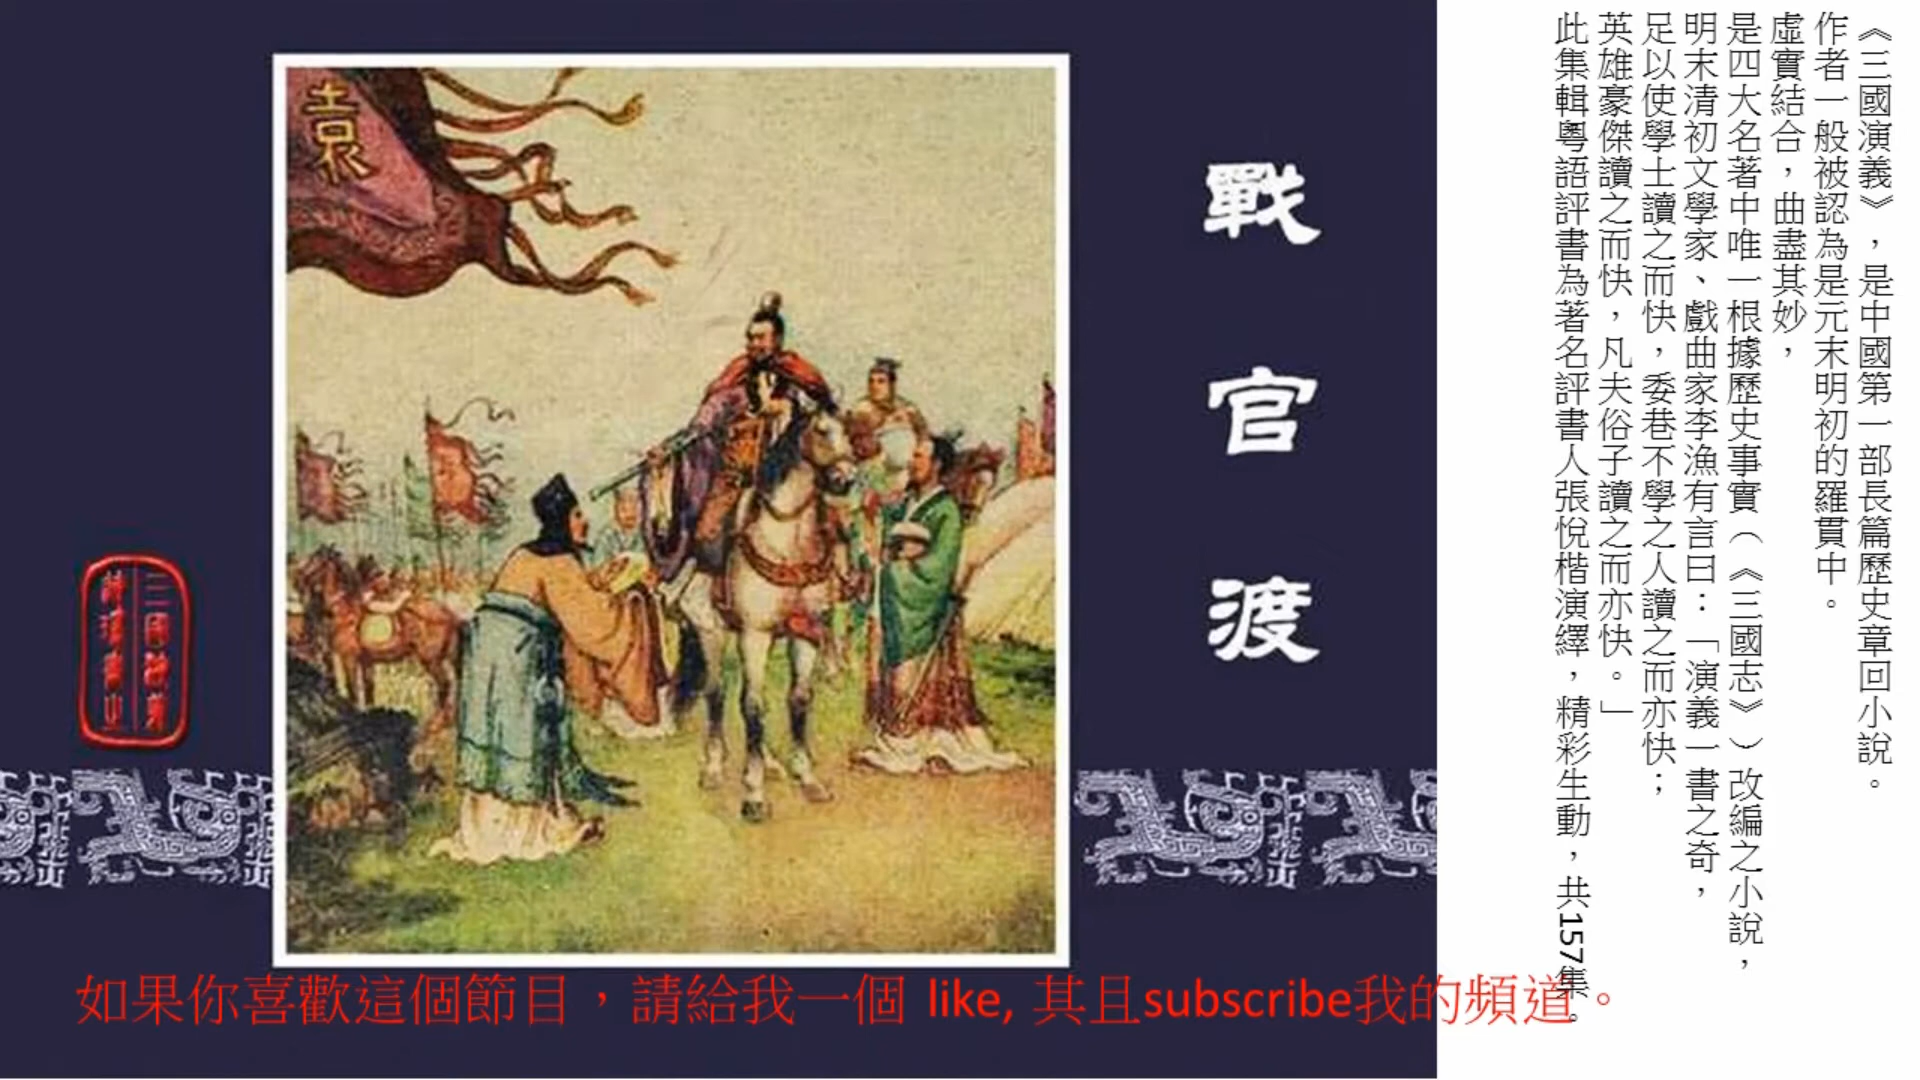 《三國演義》，是中國第一部長篇歷史章回小說。
作者一般被認為是元末明初的羅貫中。
虛實結合，曲盡其妙，
是四大名著中唯一根據歷史事實（《三國志》）改編之小說，
明末清初文學家、戲曲家李漁有言曰：「演義一書之奇，
足以使學士讀之而快，委巷不學之人讀之而亦快；
英雄豪傑讀之而快，凡夫俗子讀之而亦快。」
此集輯粵語評書為著名評書人張悅楷演繹，精彩生動，共157集。
戰官渡
袁
如果你喜歡這個節目，請給我一個 like, 其且subscribe我的頻道。